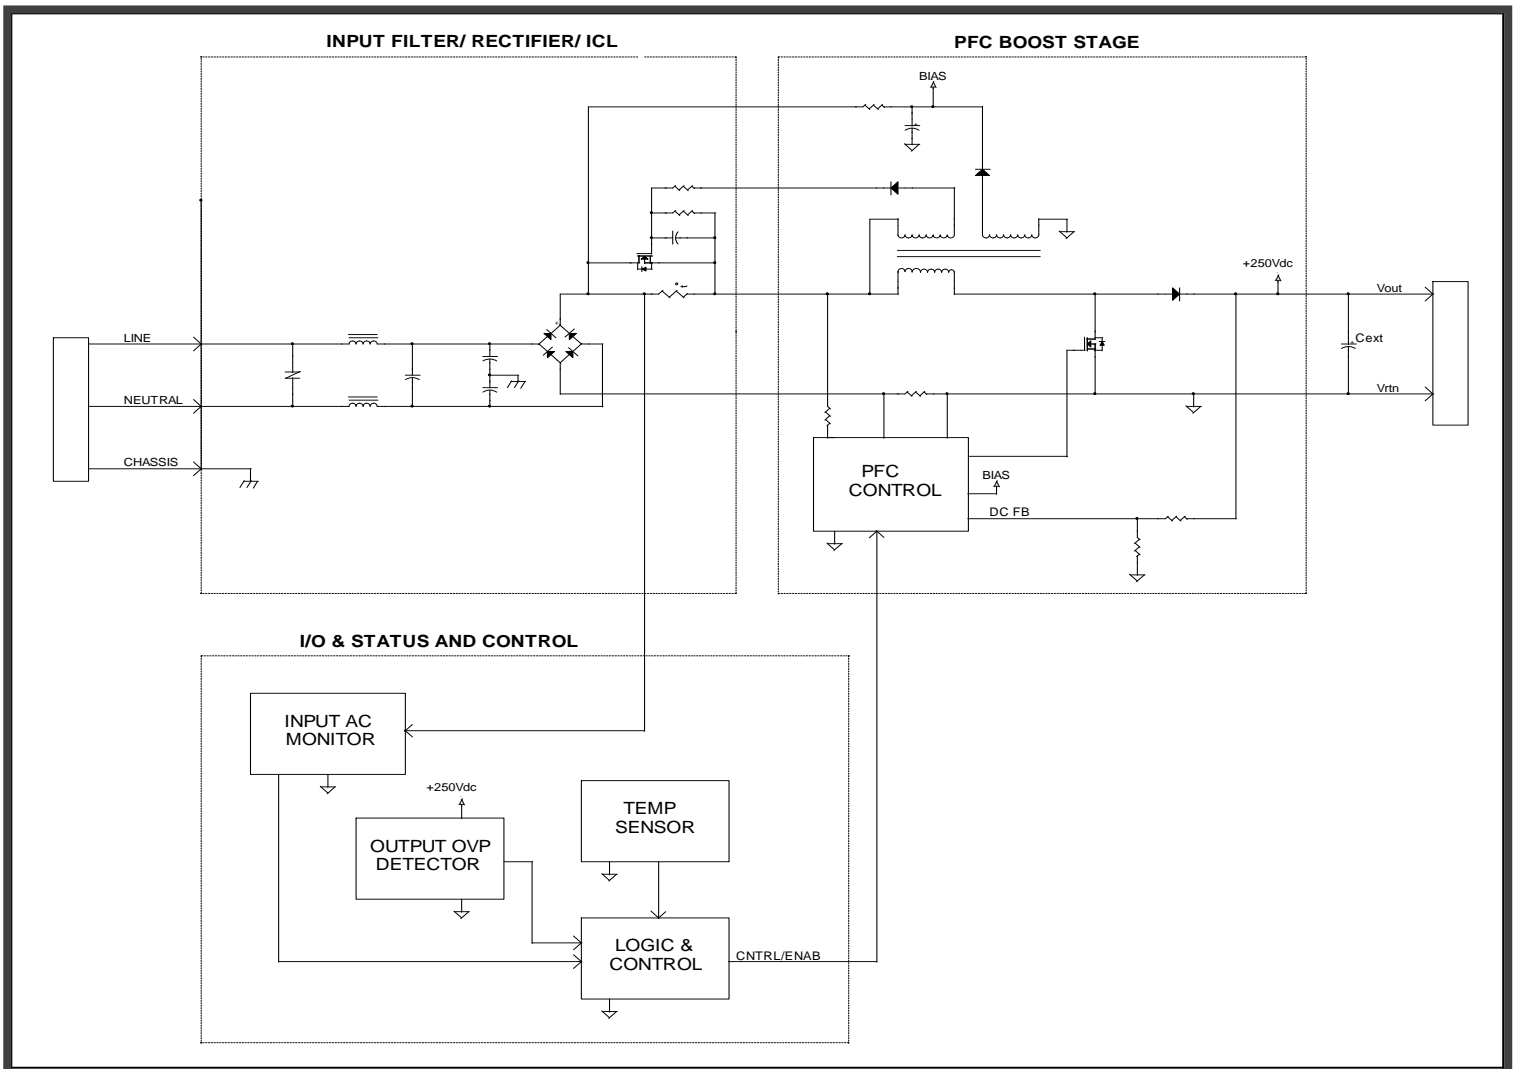 INPUT FILTER/ RECTIFIER/ ICL
PFC BOOST STAGE
BIAS
+250Vdc
Vout
LINE
+
Cext
+
NEUTRAL
Vrtn
CHASSIS
PFC
CONTROL
BIAS
DC FB
I/O & STATUS AND CONTROL
INPUT AC
MONITOR
+250Vdc
TEMP
SENSOR
OUTPUT OVP
DETECTOR
LOGIC &
CONTROL
CNTRL/ENAB